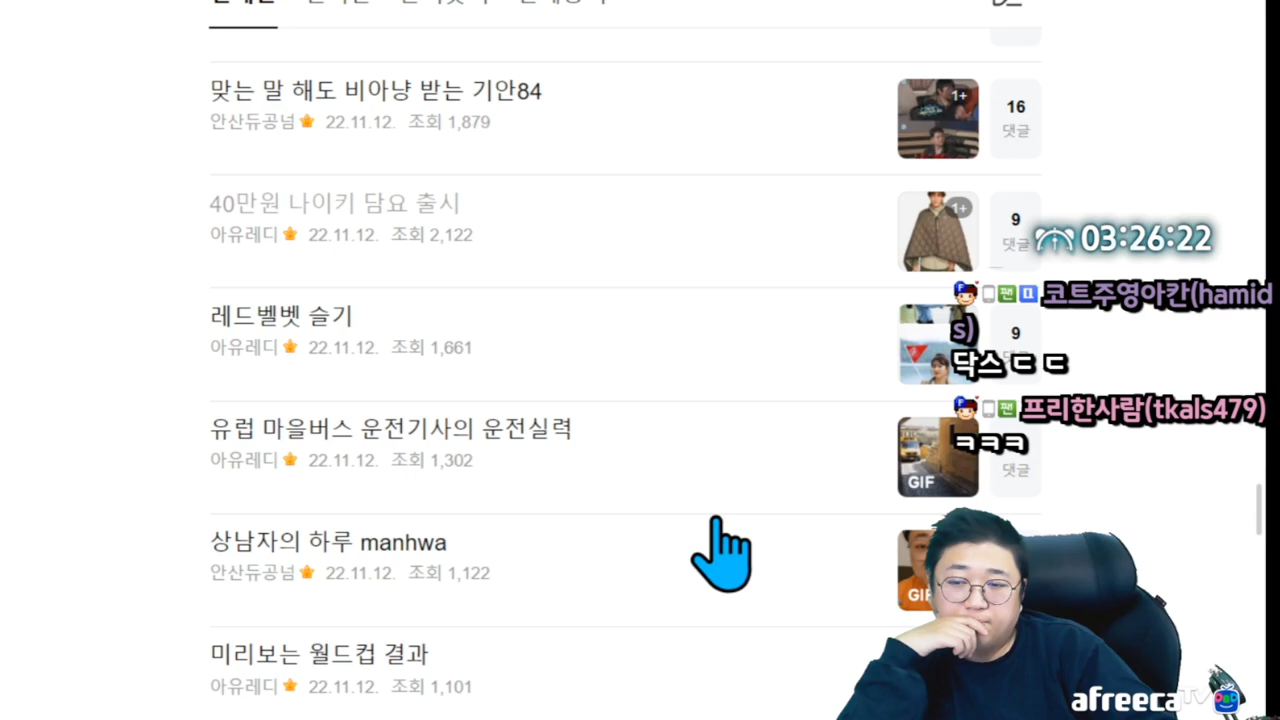 맞는 말 해도 비아냥 받는 기안84
안산듀공넘 22.11.12. 조회 1,879
1+
16
댓글
40만원 나이키 담요 출시
아유레디 22.11.12. 조회 2,122
1+
9
댓글
03:26:22
레드벨벳 슬기
아유레디 22.11.12. 조회 1,661
9
팬 코트주영아칸(hamid
s)
닥스 ㄷ ㄷ
유럽 마을버스 운전기사의 운전실력
아유레디 22.11.12. 조회 1,302
GIF
댓글
팬 프리한사람(tkals479)
ㅋㅋㅋ
상남자의 하루 manhwa
안산듀공넘 22.11.12. 조회 1,122
미리보는 월드컵 결과
아유레디 22.11.12. 조회 1,101
afreecaTV